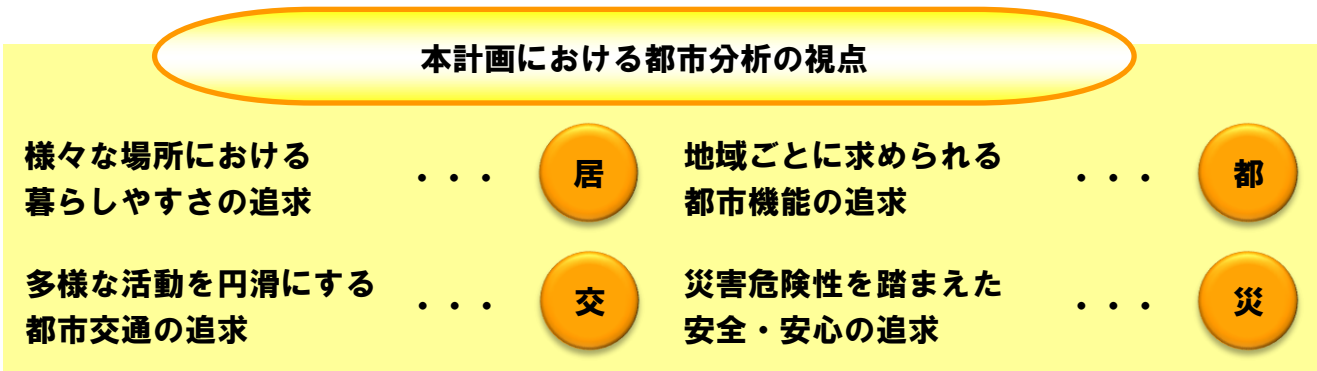 本計画における都市分析の視点
様々な場所における
暮らしやすさの追求
・・・
居
地域ごとに求められる
都市機能の追求
・・・
都
多様な活動を円滑にする
都市交通の追求
・・・
交
災害危険性を踏まえた
安全・安心の追求
・・・
災